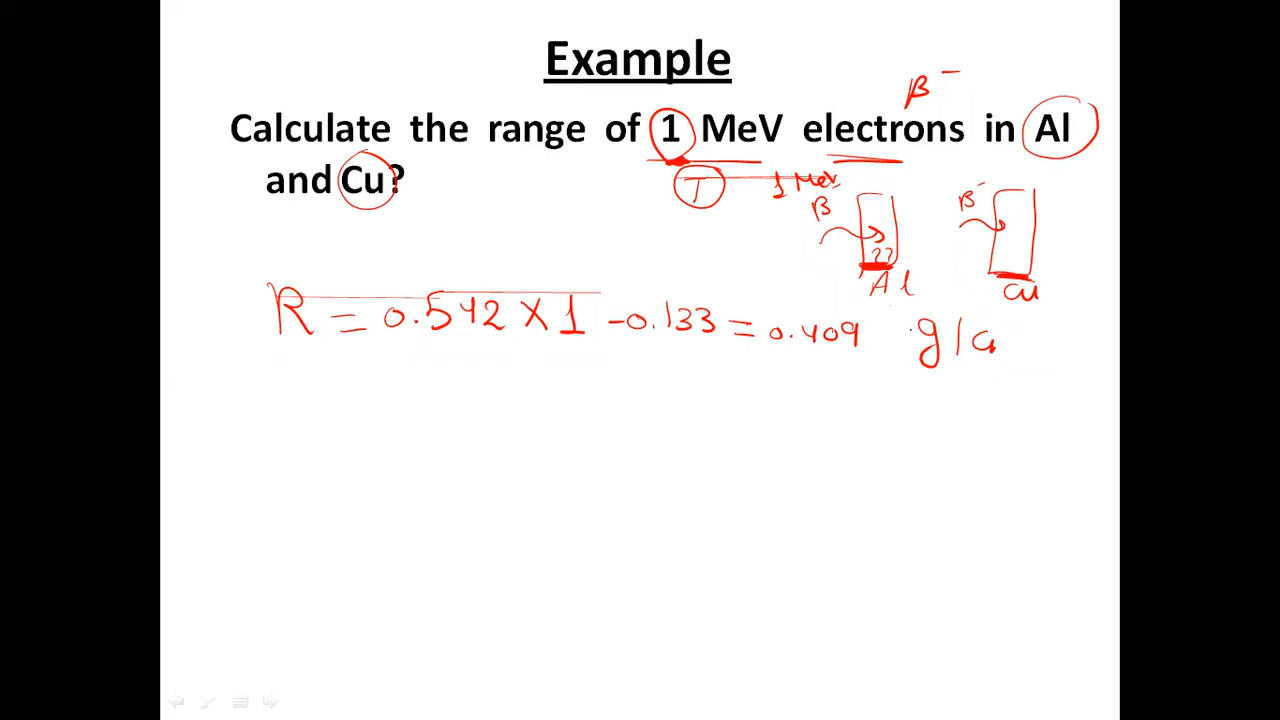 Example
β⁻
Calculate the range of 1 MeV electrons in Al
and Cu?
T 1 MeV
β β⁻
??
Al Cu
R = 0.542 X 1 - 0.133 = 0.409 g/c